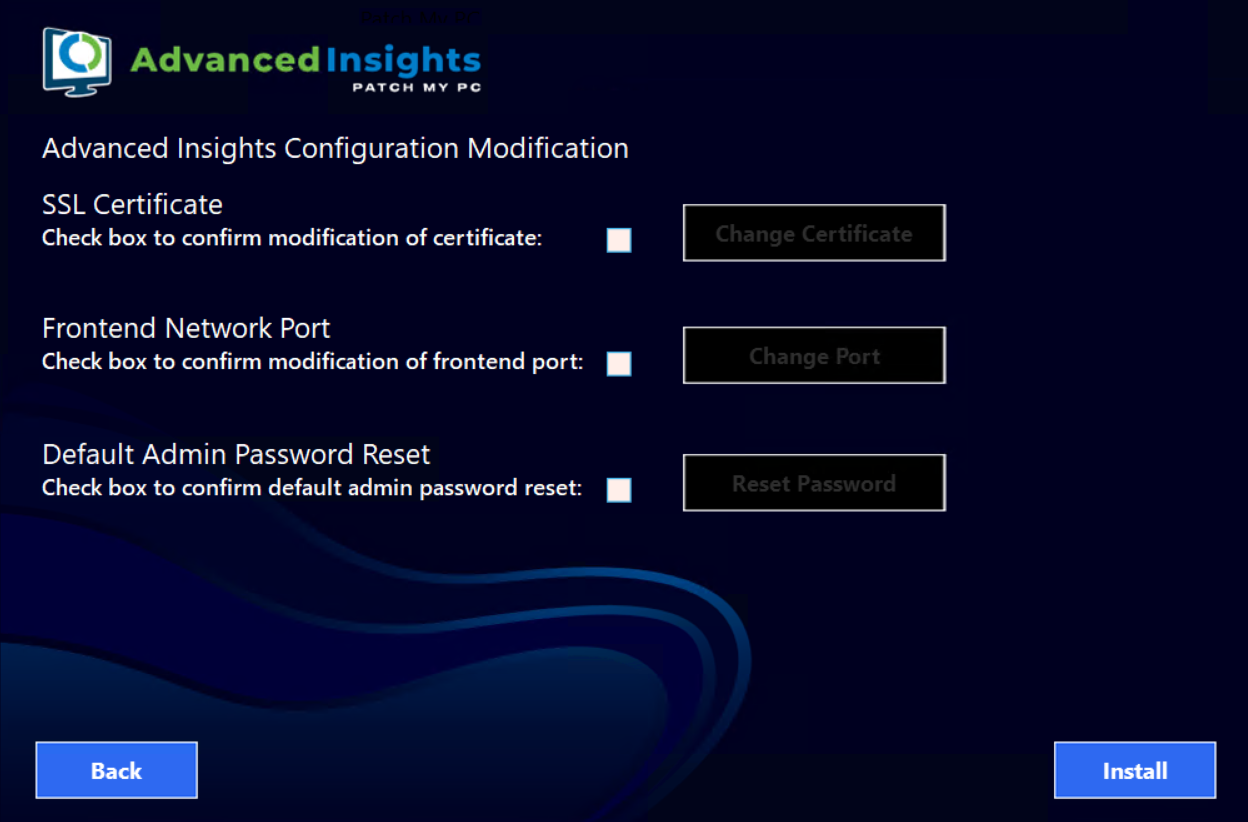 Advanced Insights
PATCH MY PC
Advanced Insights Configuration Modification
SSL Certificate
Check box to confirm modification of certificate:
Change Certificate
Frontend Network Port
Check box to confirm modification of frontend port:
Change Port
Default Admin Password Reset
Check box to confirm default admin password reset:
Reset Password
Back
Install